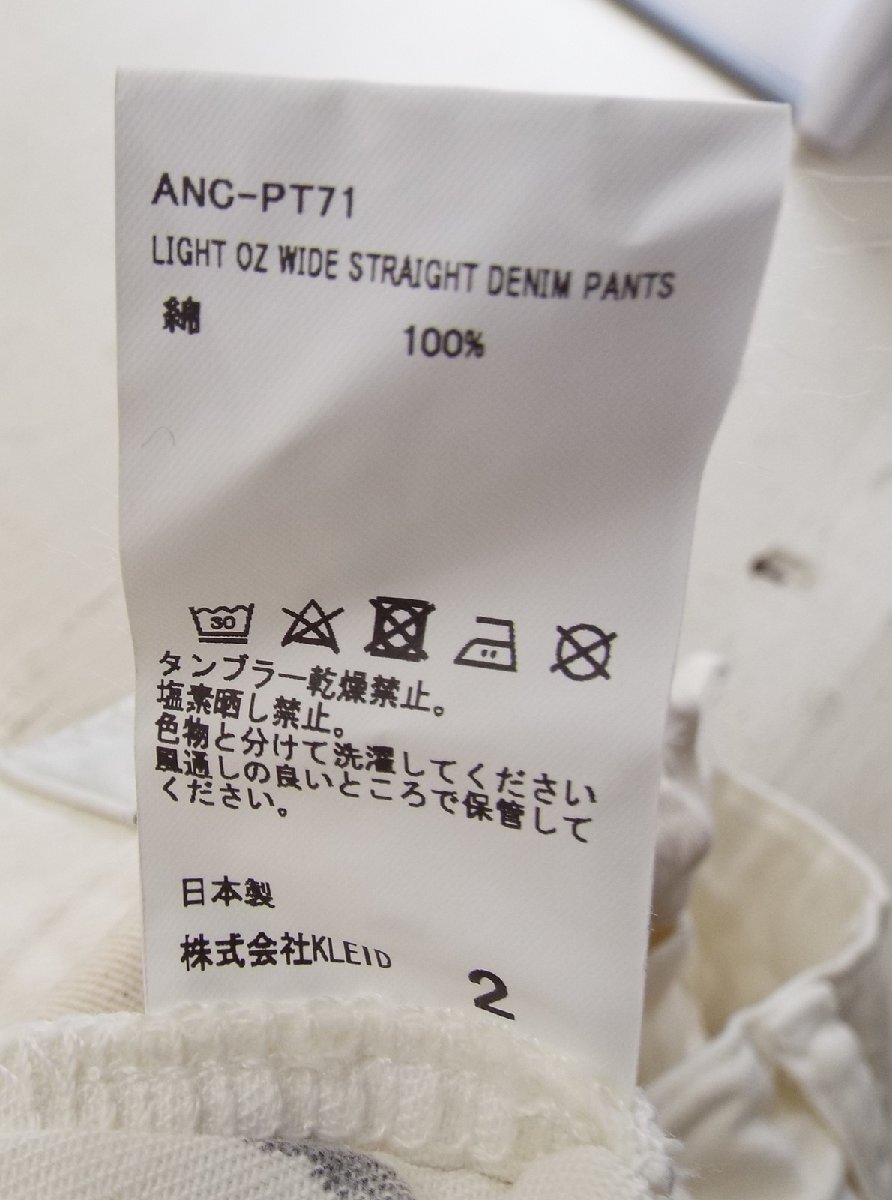 ANC-PT71
LIGHT OZ WIDE STRAIGHT DENIM PANTS
綿 100%
30
タンブラー乾燥禁止。
塩素晒し禁止。
色物と分けて洗濯してください
風通しの良いところで保管して
ください。
日本製
株式会社KLEID
2